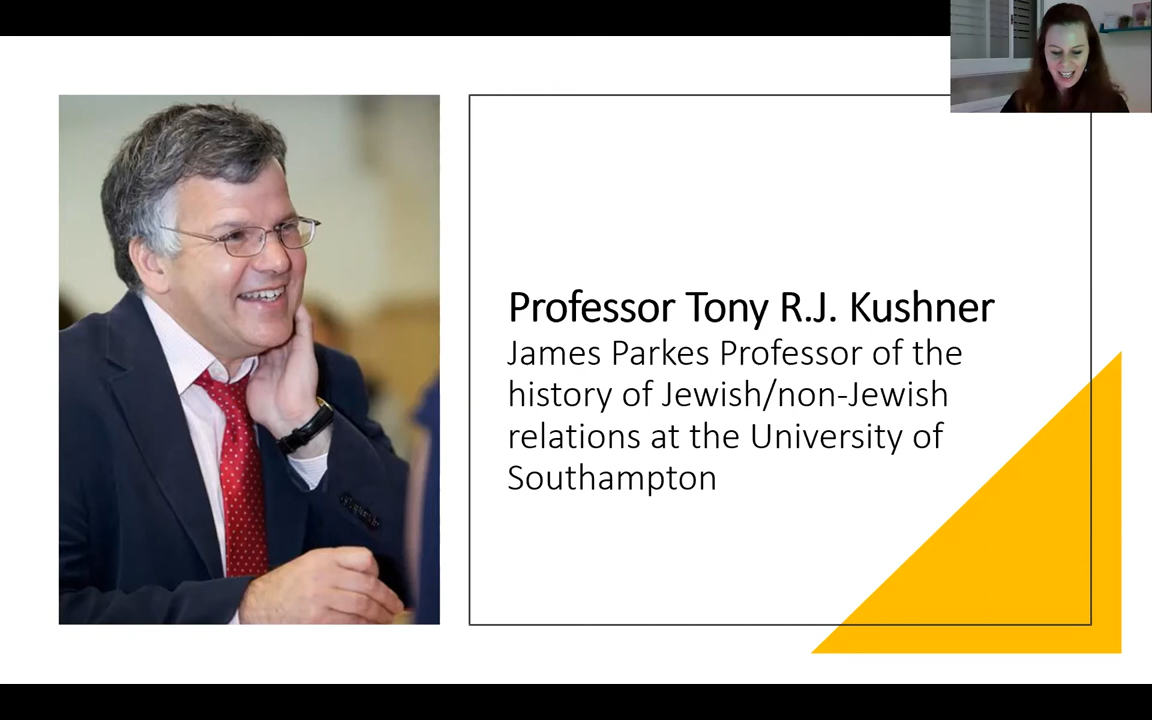 Professor Tony R.J. Kushner
James Parkes Professor of the
history of Jewish/non-Jewish
relations at the University of
Southampton